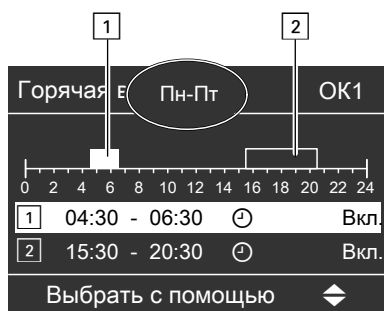 1 2
Горячая в Пн-Пт ОК1
0 2 4 6 8 10 12 14 16 18 20 22 24
1 04:30 - 06:30 Вкл.
2 15:30 - 20:30 Вкл.
Выбрать с помощью